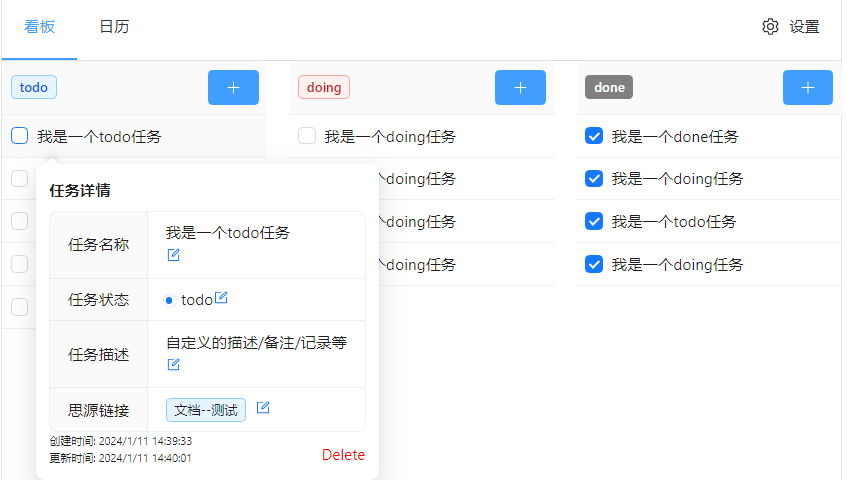 看板 日历 设置
todo doing done
我是一个todo任务 我是一个doing任务 我是一个done任务
任务详情 doing任务 我是一个doing任务
任务名称 我是一个todo任务 doing任务 我是一个todo任务
doing任务 我是一个doing任务
任务状态 todo
任务描述 自定义的描述/备注/记录等
思源链接 文档--测试
创建时间: 2024/1/11 14:39:33
更新时间: 2024/1/11 14:40:01 Delete